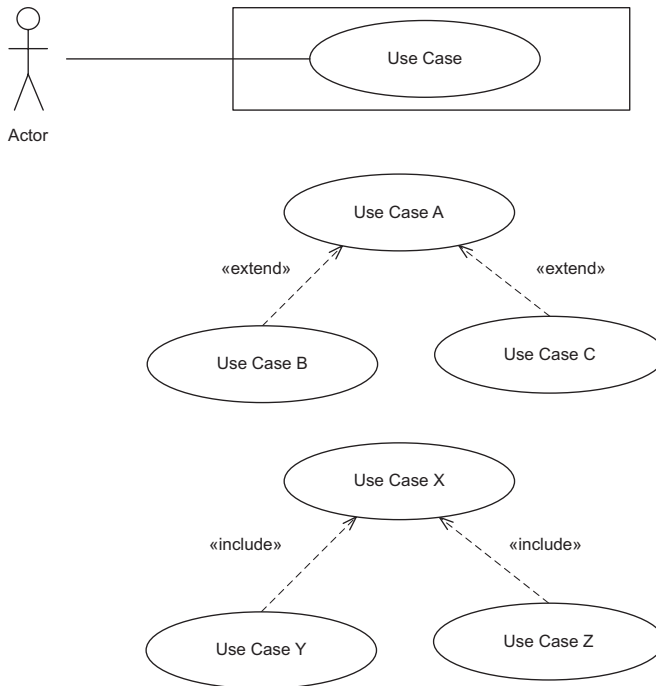 Use Case
Actor
Use Case A
«extend»
«extend»
Use Case B
Use Case C
Use Case X
«include»
«include»
Use Case Y
Use Case Z